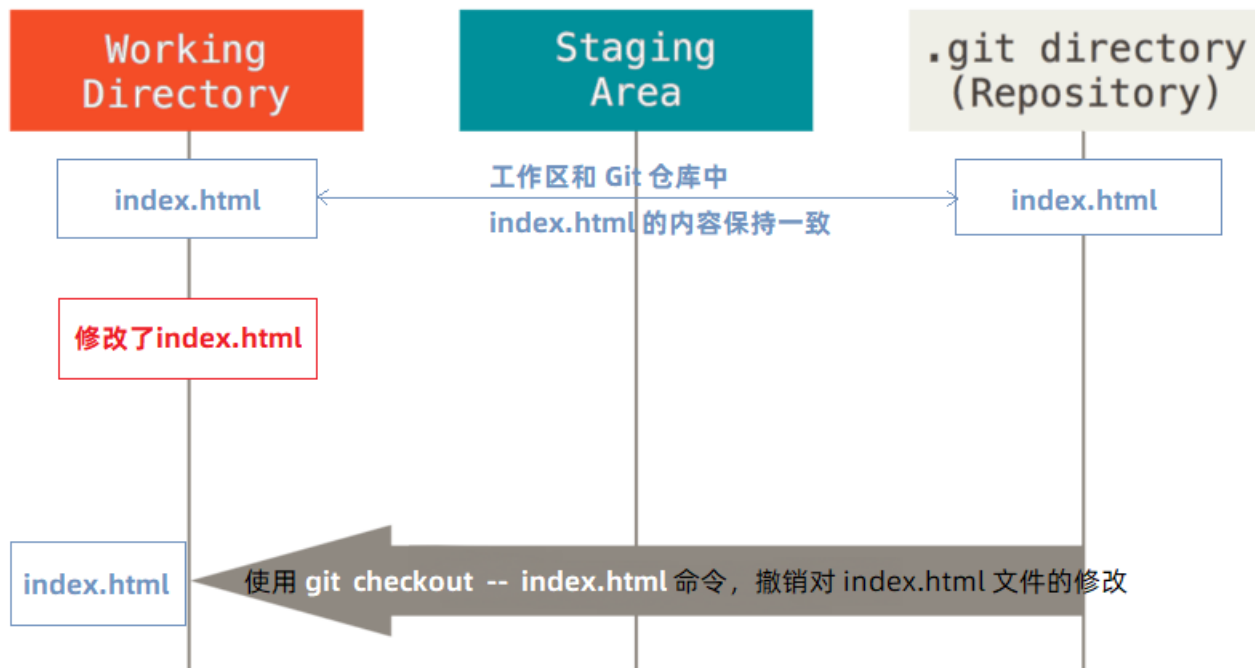 Working
Directory
Staging
Area
.git directory
(Repository)
index.html
工作区和 Git 仓库中
index.html 的内容保持一致
index.html
修改了index.html
index.html
使用 git checkout -- index.html 命令，撤销对 index.html 文件的修改